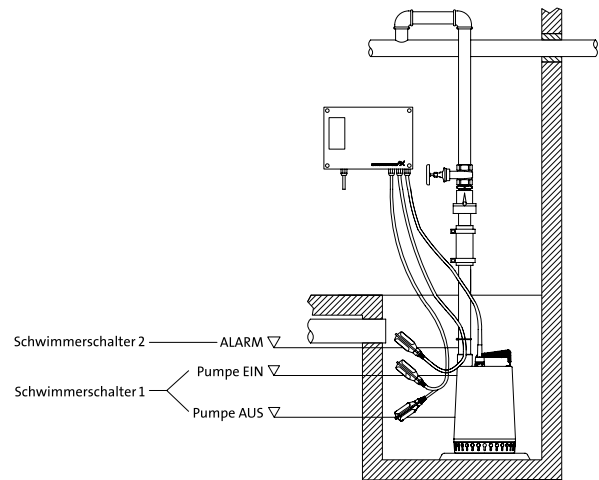 Schwimmerschalter 2 ALARM
Pumpe EIN
Schwimmerschalter 1
Pumpe AUS